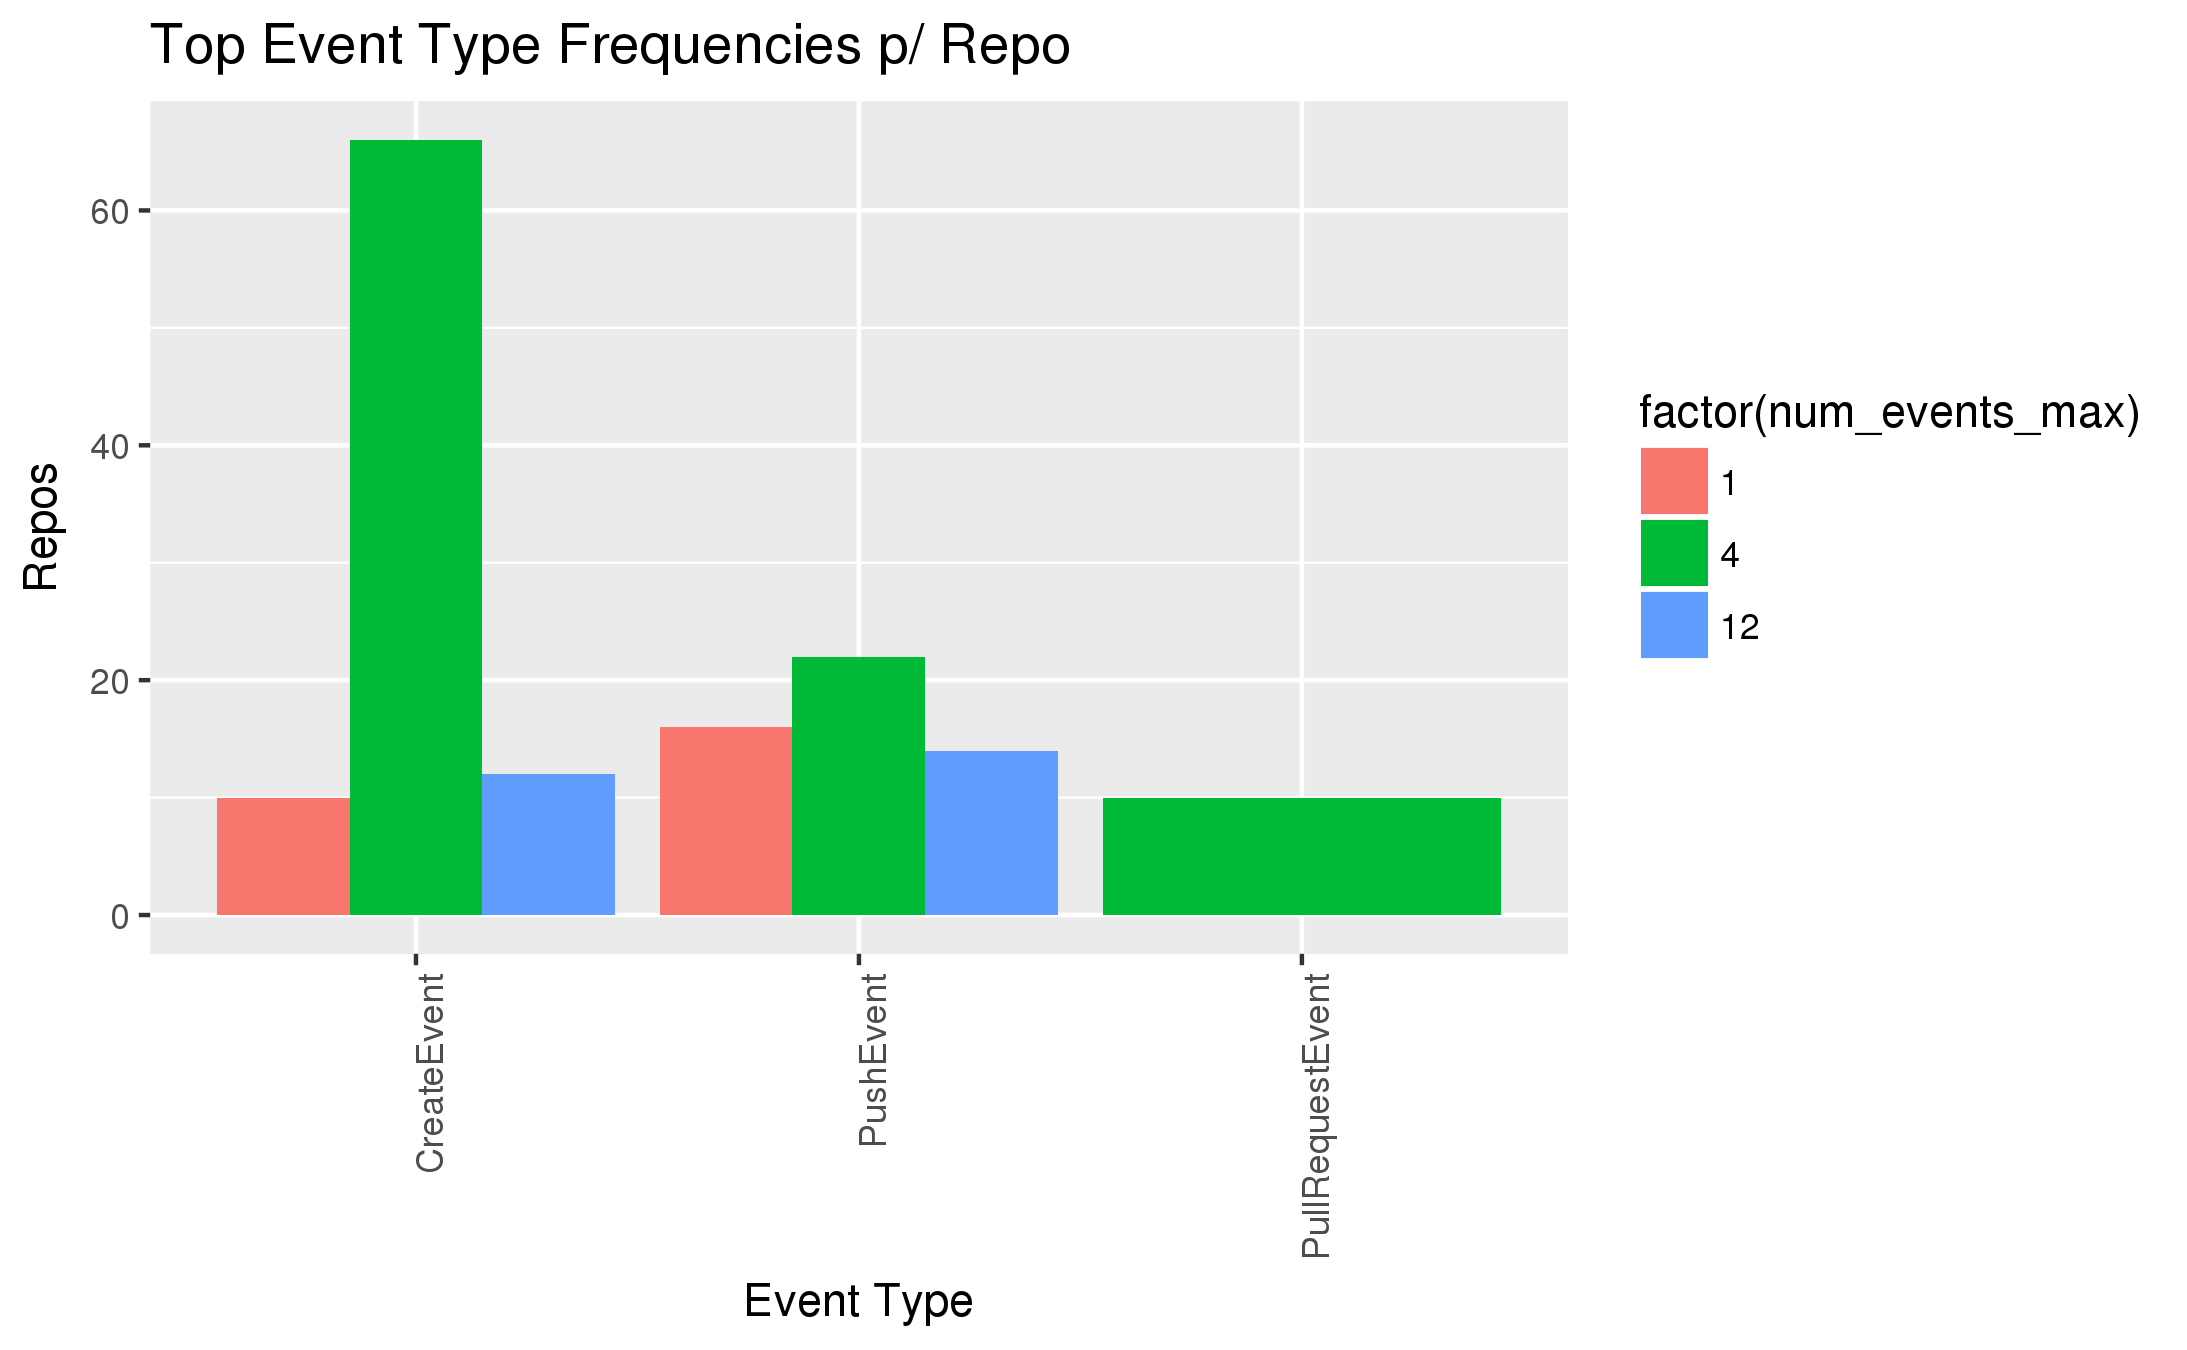 Top Event Type Frequencies p/ Repo
60
40
20
0
Repos
CreateEvent
PushEvent
PullRequestEvent
Event Type
factor(num_events_max)
1
4
12